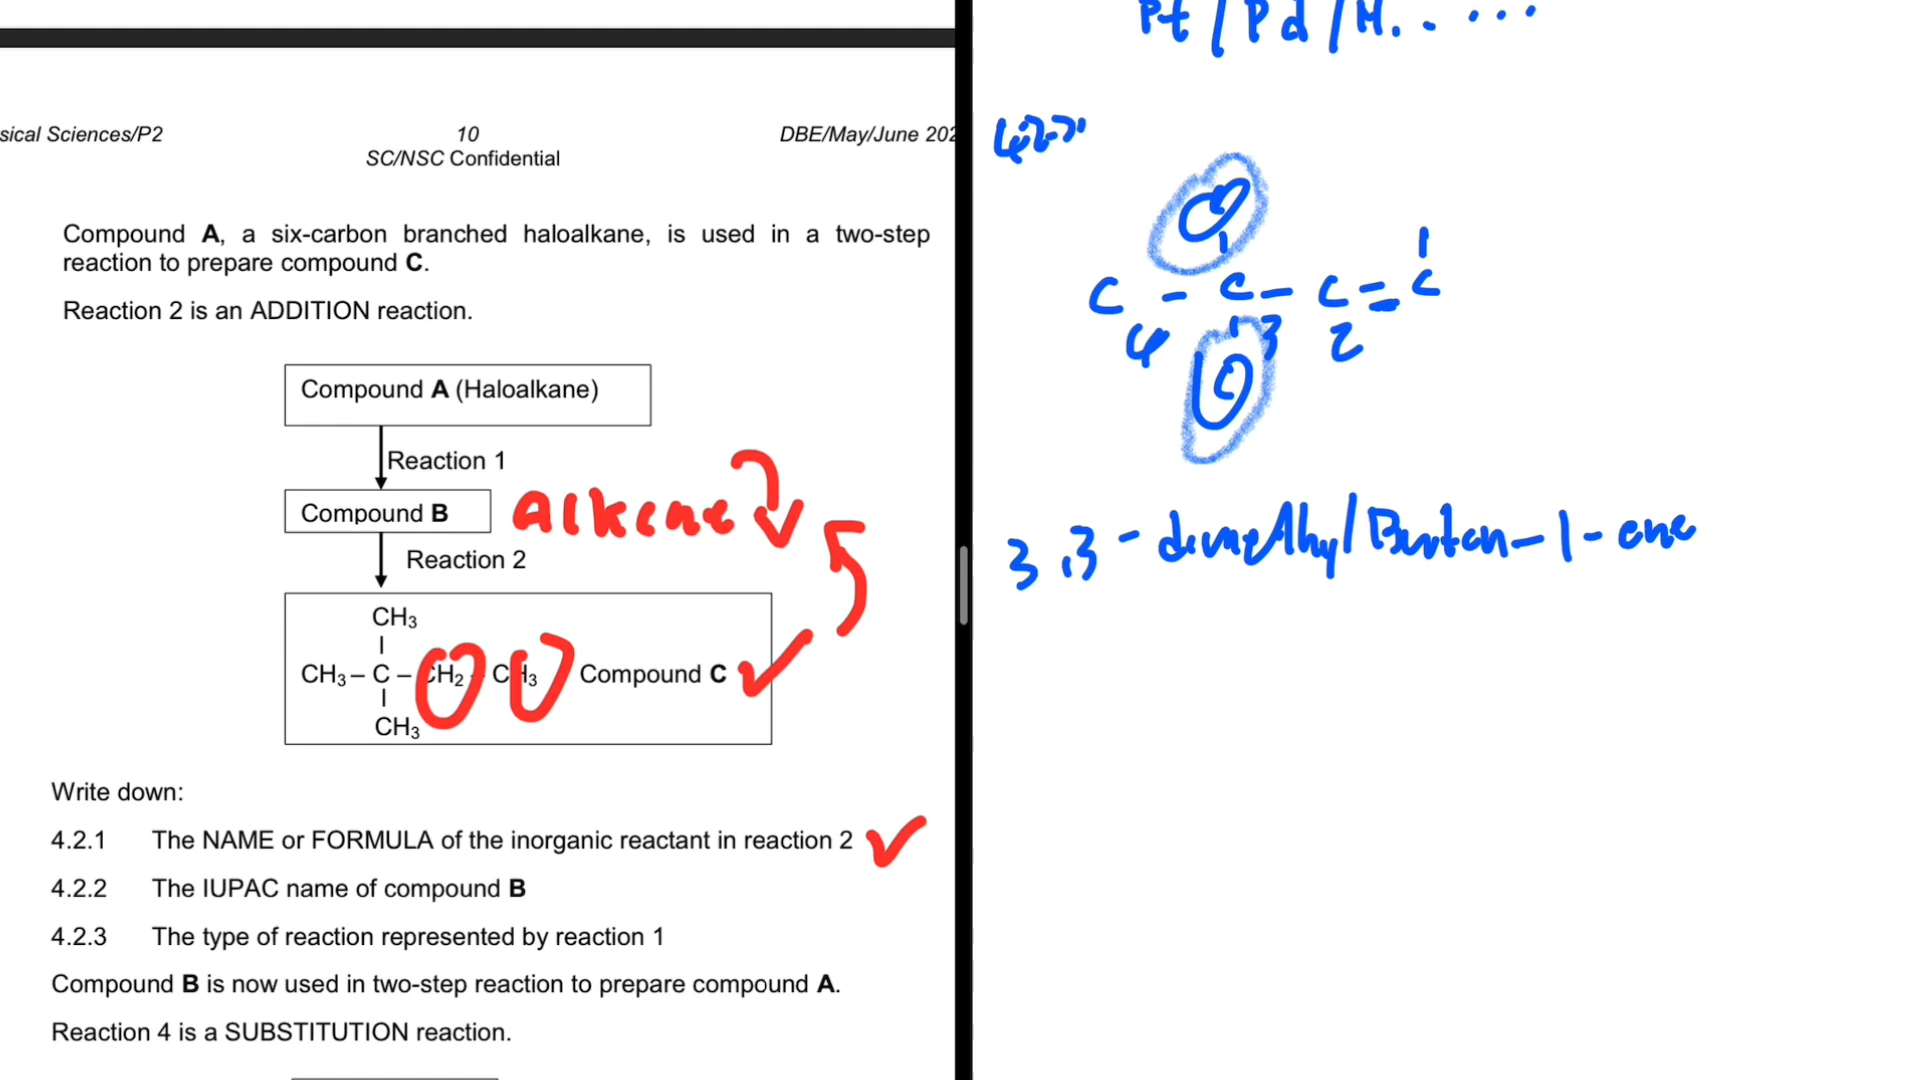 sical Sciences/P2 10 DBE/May/June 202
SC/NSC Confidential
Compound A, a six-carbon branched haloalkane, is used in a two-step
reaction to prepare compound C.
Reaction 2 is an ADDITION reaction.
Compound A (Haloalkane)
Reaction 1
Compound B Alkene
Reaction 2
CH₃
CH₃ – C – CH₂ – CH₃ Compound C
CH₃
Write down:
4.2.1 The NAME or FORMULA of the inorganic reactant in reaction 2
4.2.2 The IUPAC name of compound B
4.2.3 The type of reaction represented by reaction 1
Compound B is now used in two-step reaction to prepare compound A.
Reaction 4 is a SUBSTITUTION reaction.
Pt / Pd / H. . ...
C
1
C – C – C = C
4 3 2
C
3,3 - dimethyl Buten - 1 - ene